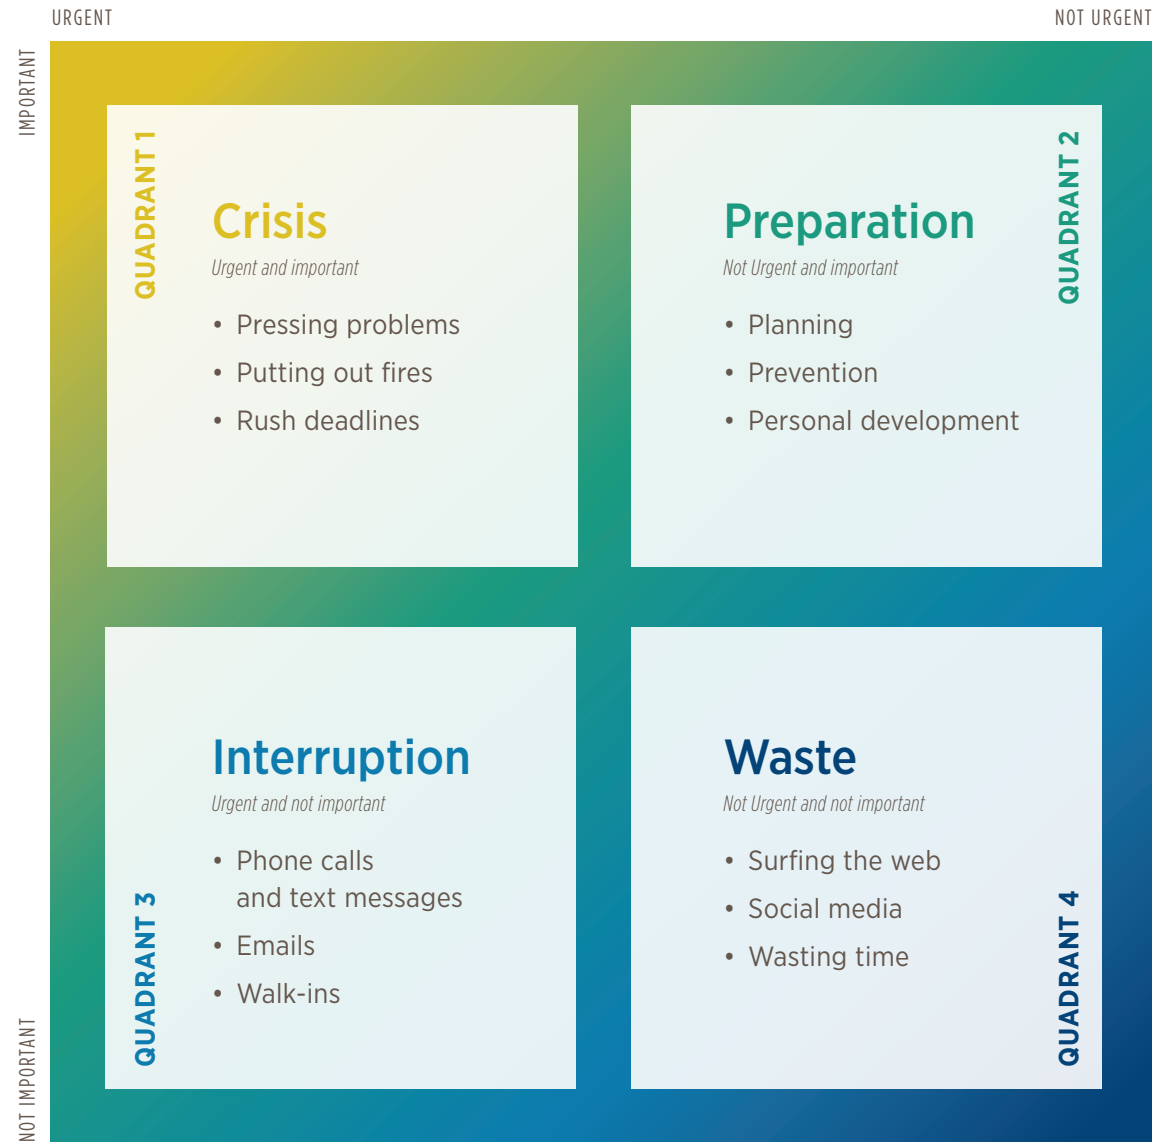 URGENT
NOT URGENT
IMPORTANT
QUADRANT 1
Crisis
Urgent and important
• Pressing problems
• Putting out fires
• Rush deadlines
QUADRANT 2
Preparation
Not Urgent and important
• Planning
• Prevention
• Personal development
QUADRANT 3
Interruption
Urgent and not important
• Phone calls
and text messages
• Emails
• Walk-ins
QUADRANT 4
Waste
Not Urgent and not important
• Surfing the web
• Social media
• Wasting time
NOT IMPORTANT